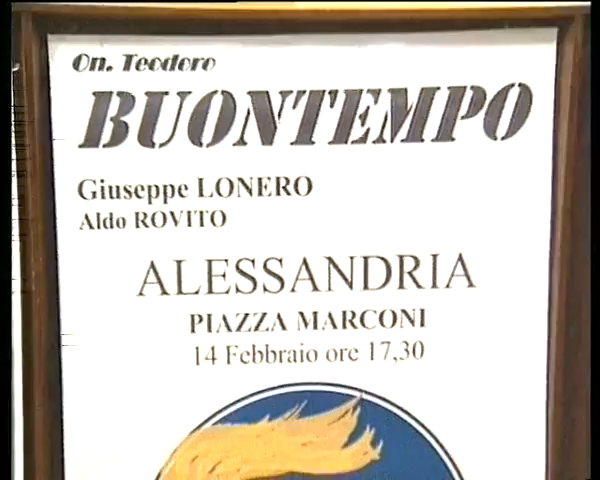 On. Teodoro
BUONTEMPO
Giuseppe LONERO
Aldo ROVITO
ALESSANDRIA
PIAZZA MARCONI
14 Febbraio ore 17,30